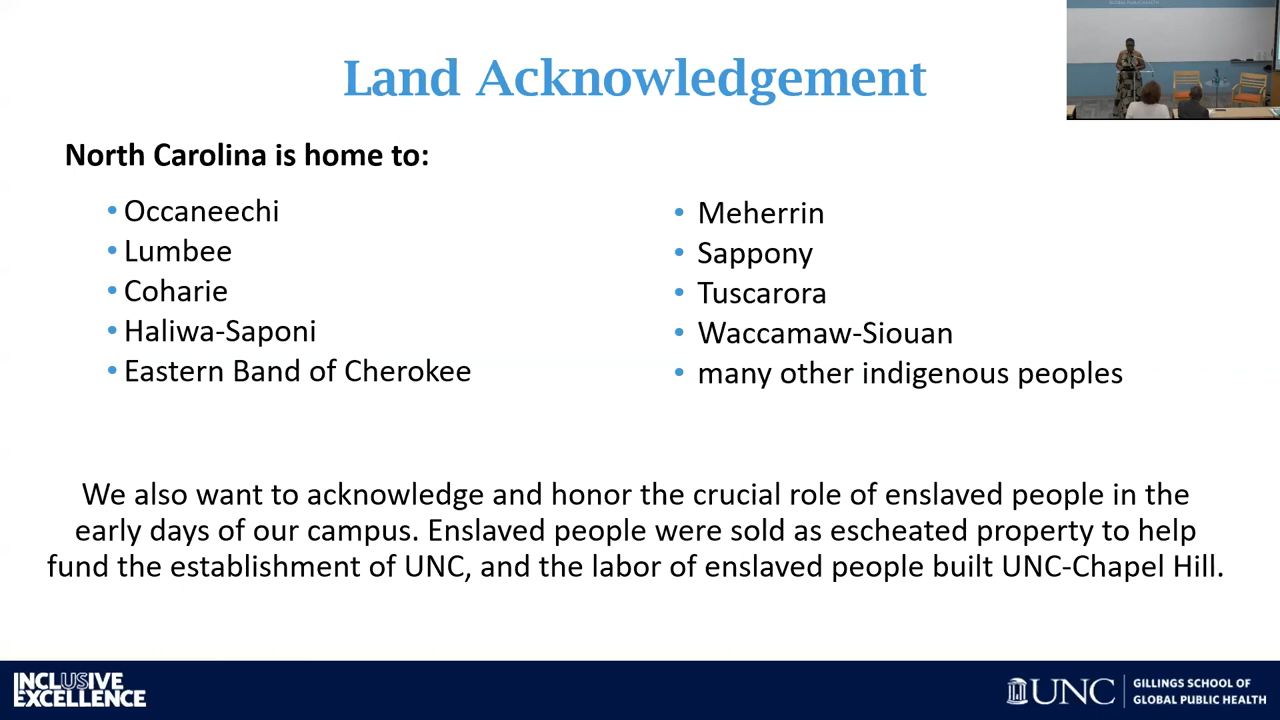 Land Acknowledgement
North Carolina is home to:
• Occaneechi
• Lumbee
• Coharie
• Haliwa-Saponi
• Eastern Band of Cherokee
• Meherrin
• Sappony
• Tuscarora
• Waccamaw-Siouan
• many other indigenous peoples
We also want to acknowledge and honor the crucial role of enslaved people in the
early days of our campus. Enslaved people were sold as escheated property to help
fund the establishment of UNC, and the labor of enslaved people built UNC-Chapel Hill.
INCLUSIVE
EXCELLENCE
UNC
GILLINGS SCHOOL OF
GLOBAL PUBLIC HEALTH